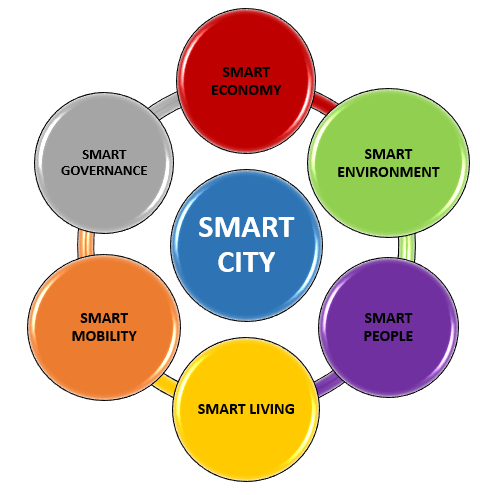 SMART
ECONOMY
SMART
ENVIRONMENT
SMART
PEOPLE
SMART LIVING
SMART
MOBILITY
SMART
GOVERNANCE
SMART
CITY